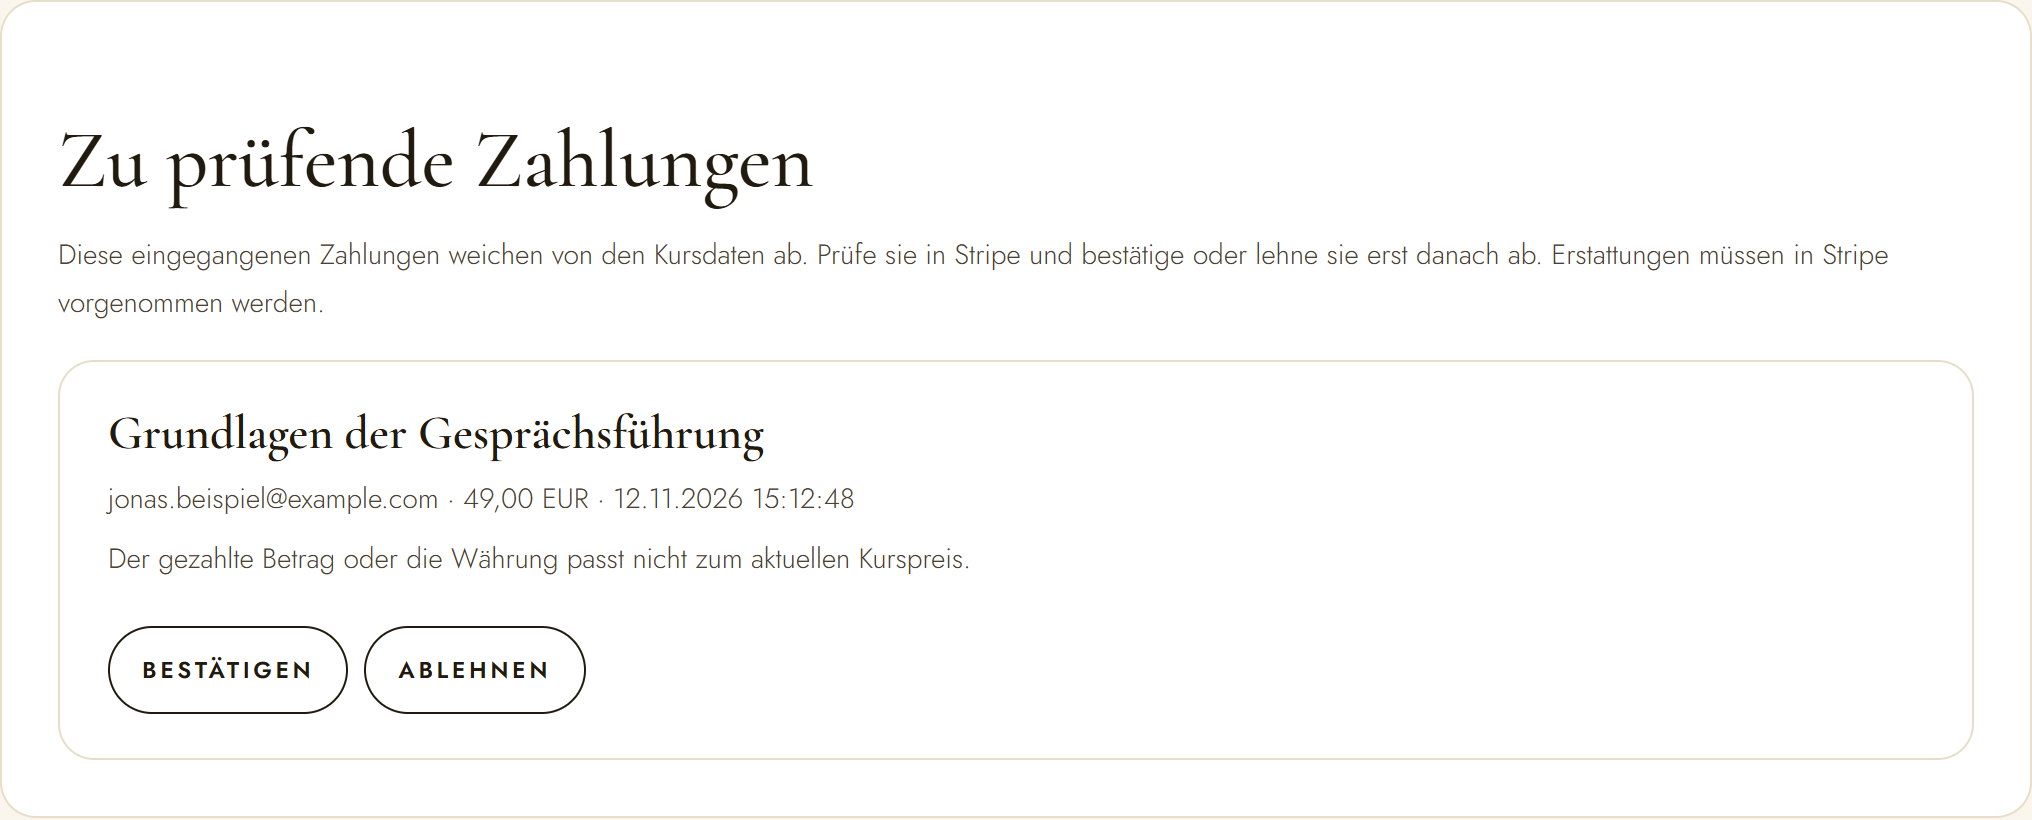 Zu prüfende Zahlungen
Diese eingegangenen Zahlungen weichen von den Kursdaten ab. Prüfe sie in Stripe und bestätige oder lehne sie erst danach ab. Erstattungen müssen in Stripe
vorgenommen werden.
Grundlagen der Gesprächsführung
jonas.beispiel@example.com · 49,00 EUR · 12.11.2026 15:12:48
Der gezahlte Betrag oder die Währung passt nicht zum aktuellen Kurspreis.
BESTÄTIGEN ABLEHNEN